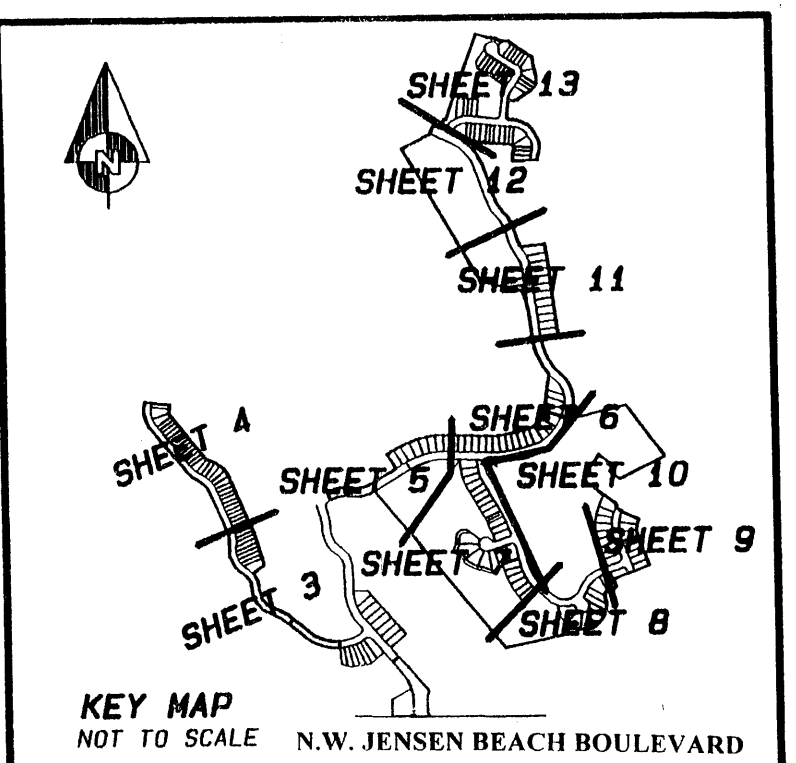 SHEET 13
N
SHEET 12
SHEET 11
SHEET 6
SHEET 4
SHEET 5
SHEET 10
SHEET 9
SHEET
SHEET 3
SHEET 8
KEY MAP
NOT TO SCALE
N.W. JENSEN BEACH BOULEVARD